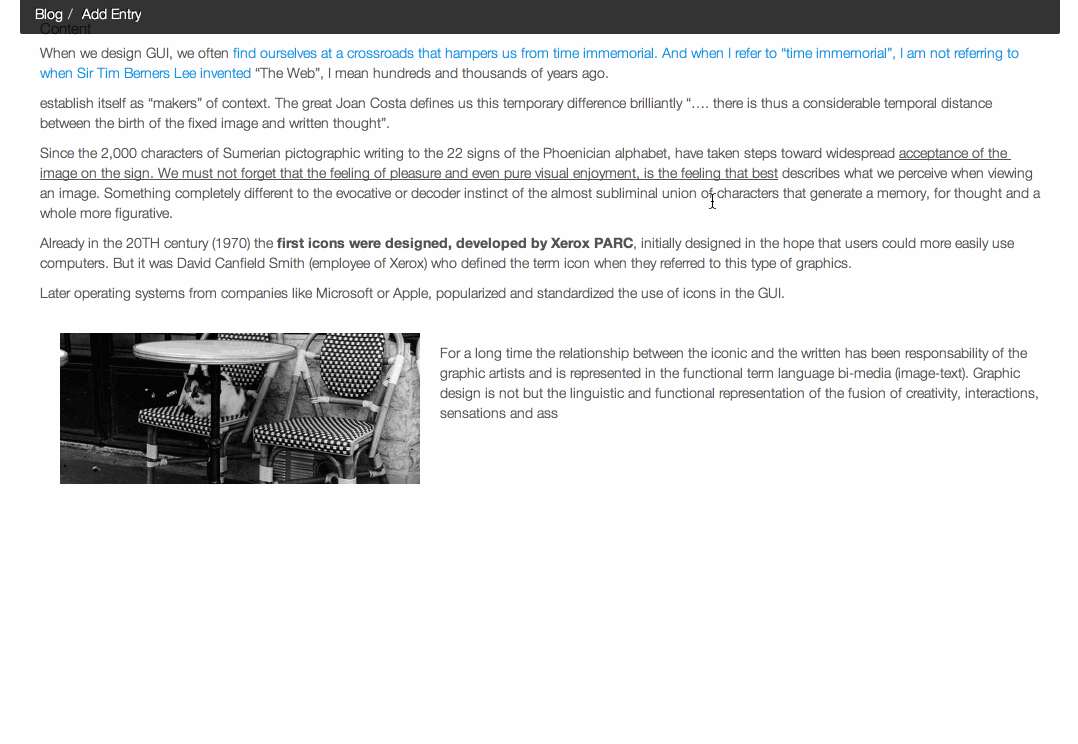 Blog / Add Entry
Content
When we design GUI, we often find ourselves at a crossroads that hampers us from time immemorial. And when I refer to “time immemorial”, I am not referring to
when Sir Tim Berners Lee invented “The Web”, I mean hundreds and thousands of years ago.
establish itself as “makers” of context. The great Joan Costa defines us this temporary difference brilliantly “…. there is thus a considerable temporal distance
between the birth of the fixed image and written thought”.
Since the 2,000 characters of Sumerian pictographic writing to the 22 signs of the Phoenician alphabet, have taken steps toward widespread acceptance of the
image on the sign. We must not forget that the feeling of pleasure and even pure visual enjoyment, is the feeling that best describes what we perceive when viewing
an image. Something completely different to the evocative or decoder instinct of the almost subliminal union of characters that generate a memory, for thought and a
whole more figurative.
Already in the 20TH century (1970) the first icons were designed, developed by Xerox PARC, initially designed in the hope that users could more easily use
computers. But it was David Canfield Smith (employee of Xerox) who defined the term icon when they referred to this type of graphics.
Later operating systems from companies like Microsoft or Apple, popularized and standardized the use of icons in the GUI.
For a long time the relationship between the iconic and the written has been responsability of the
graphic artists and is represented in the functional term language bi-media (image-text). Graphic
design is not but the linguistic and functional representation of the fusion of creativity, interactions,
sensations and ass